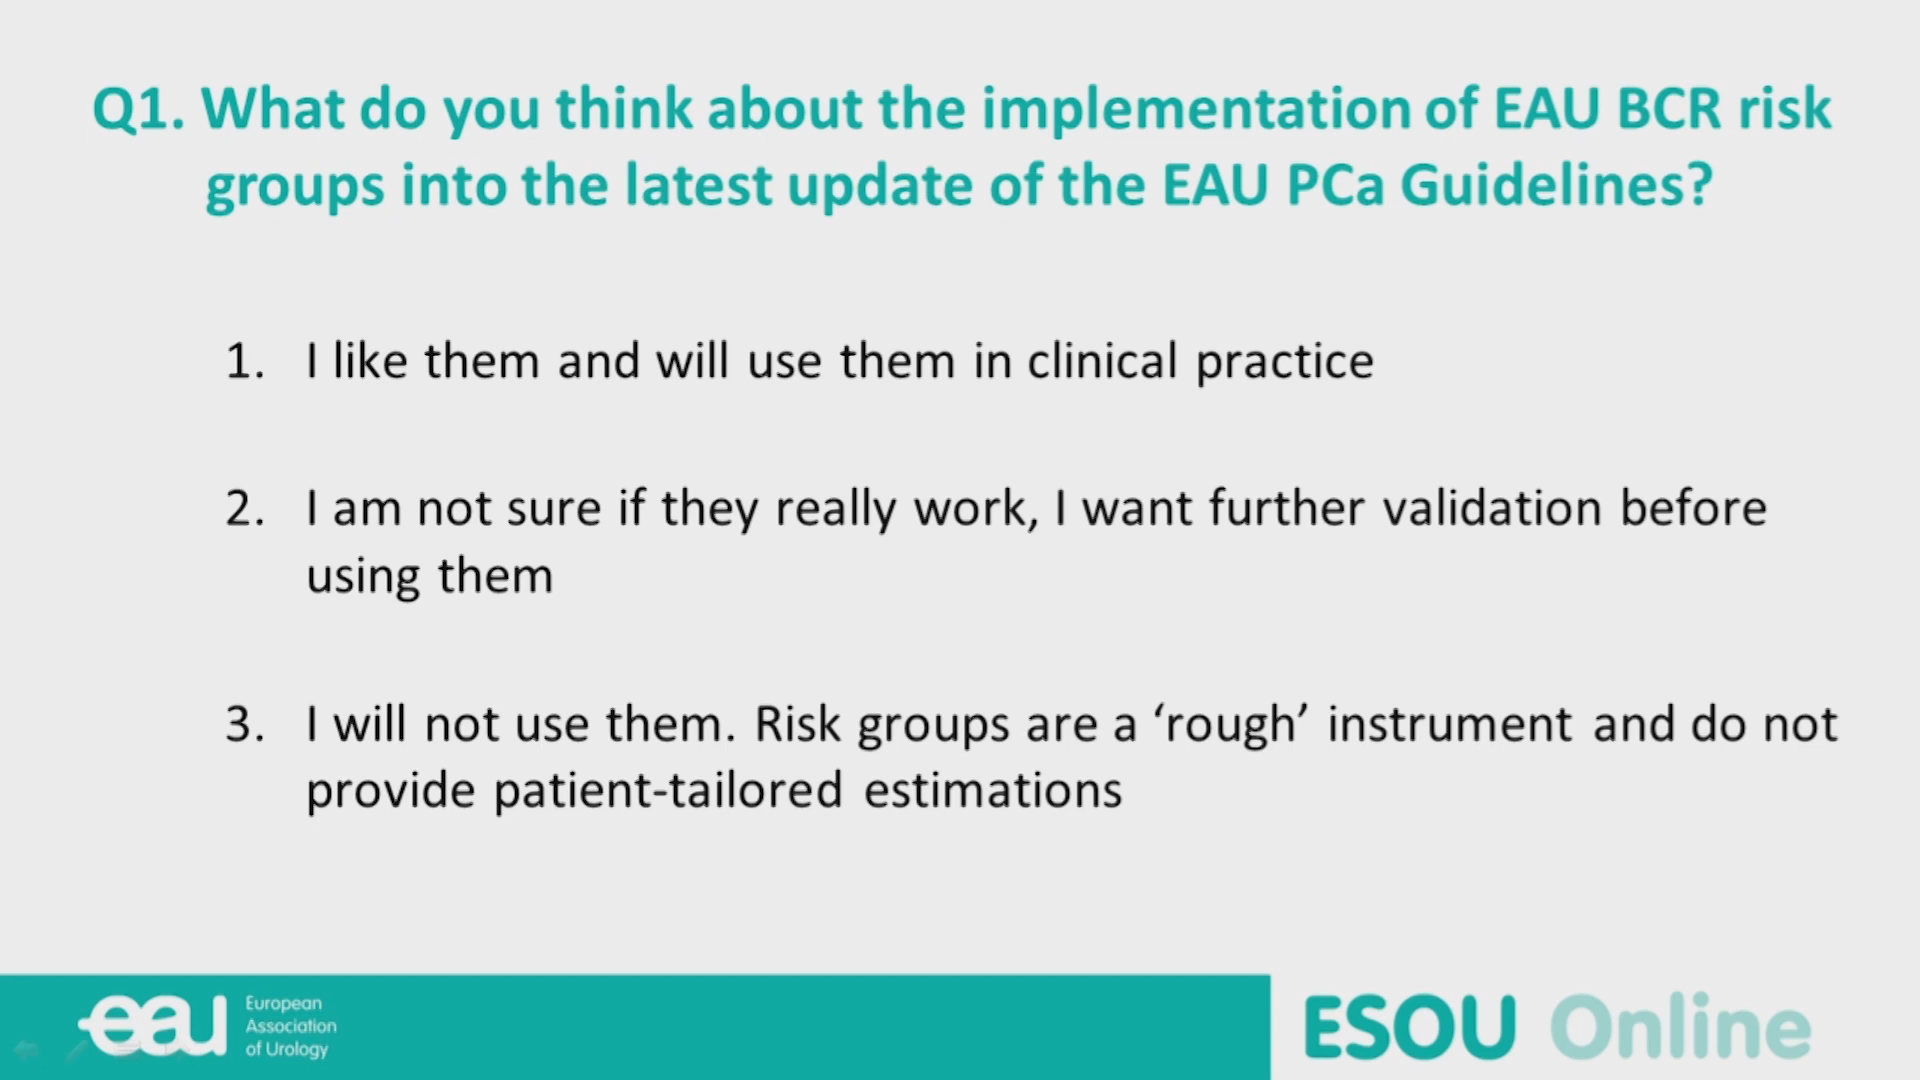 Q1. What do you think about the implementation of EAU BCR risk
groups into the latest update of the EAU PCa Guidelines?
1. I like them and will use them in clinical practice
2. I am not sure if they really work, I want further validation before
using them
3. I will not use them. Risk groups are a ‘rough’ instrument and do not
provide patient-tailored estimations
eau
European
Association
of Urology
ESOU Online